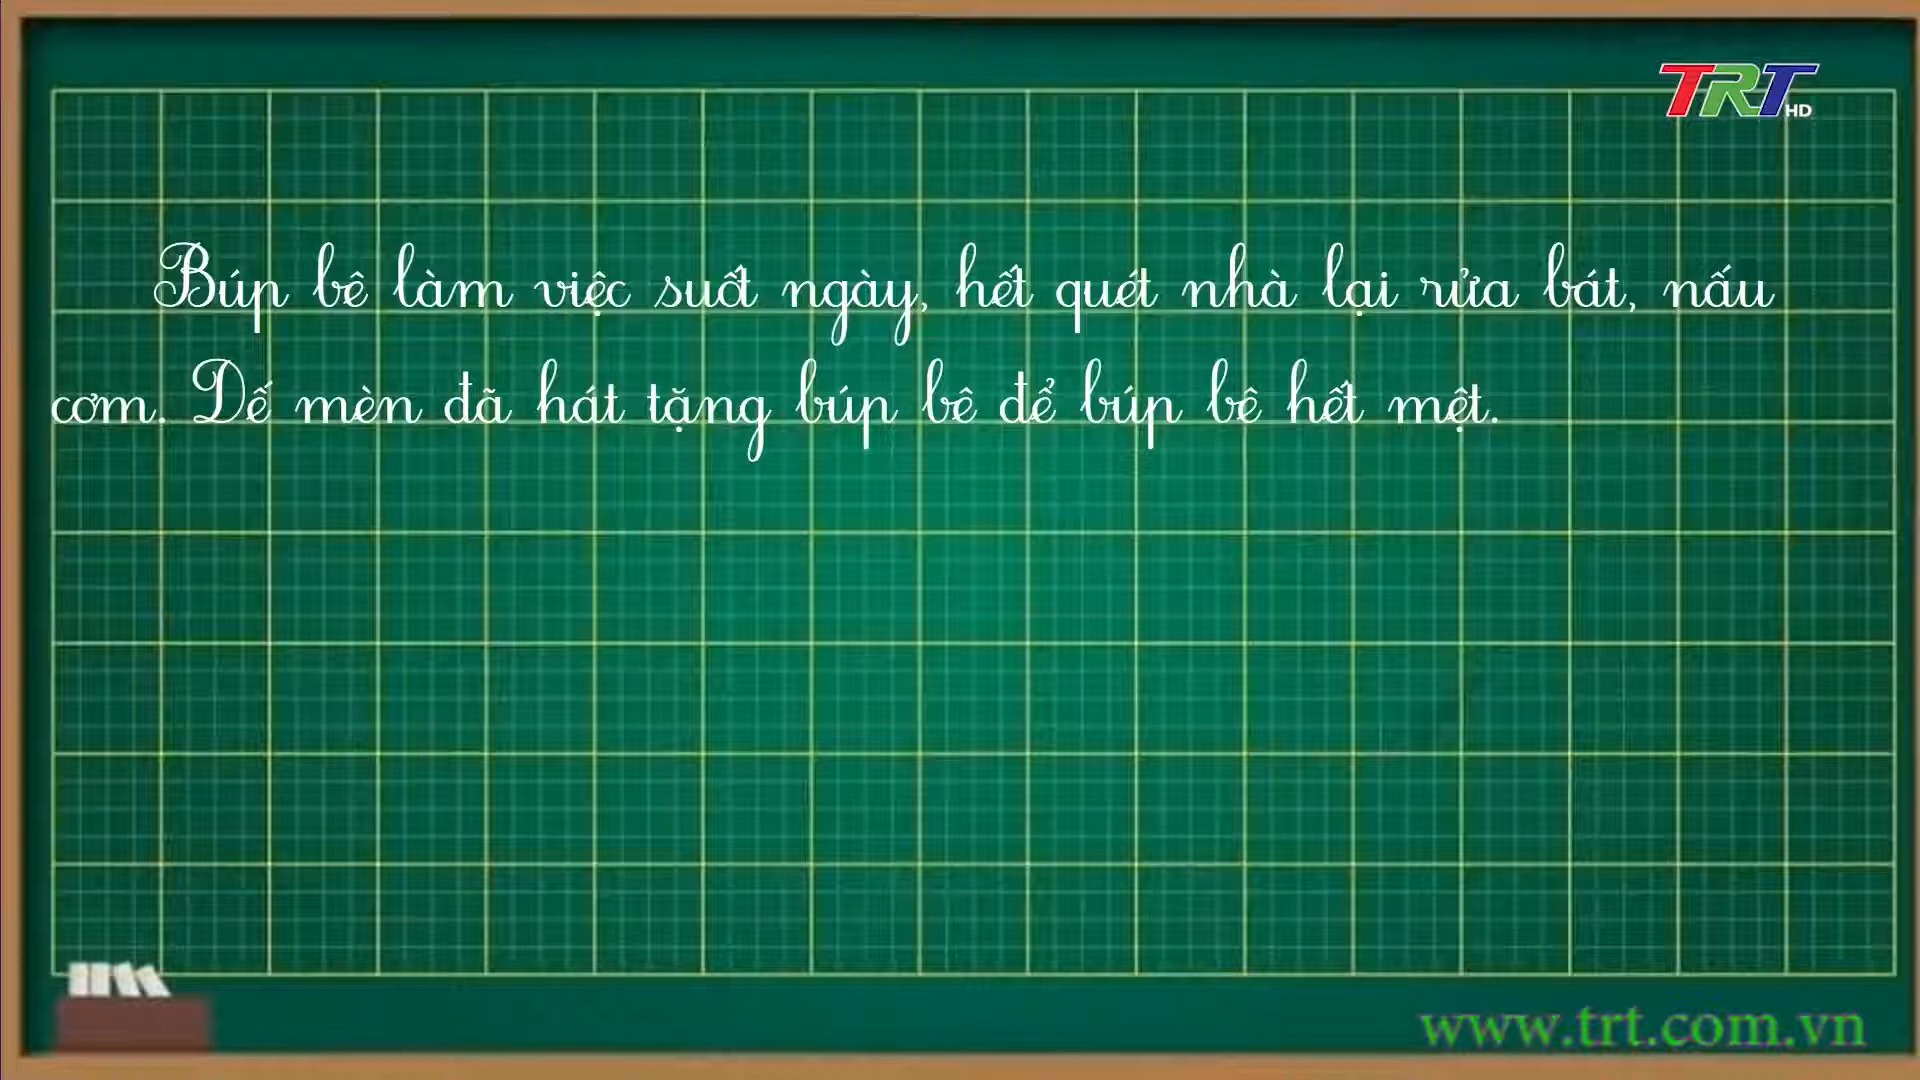 TRT HD
Búp bê làm việc suốt ngày, hết quét nhà lại rửa bát, nấu
cơm. Dế mèn đã hát tặng búp bê để búp bê hết mệt.
www.trt.com.vn